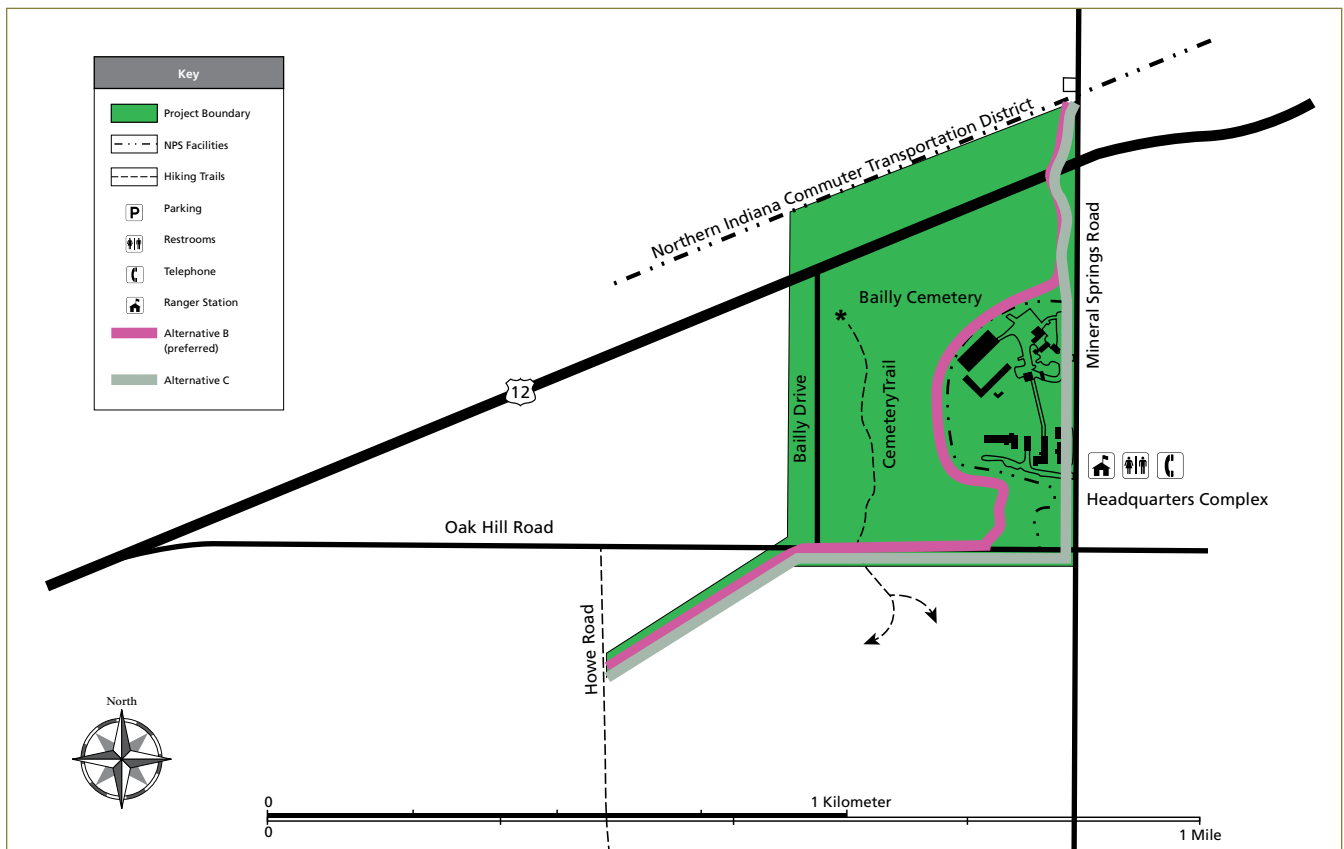 Key
Project Boundary
NPS Facilities
Hiking Trails
P
Parking
Restrooms
Telephone
Ranger Station
Alternative B
(preferred)
Alternative C
Northern Indiana Commuter Transportation District
Mineral Springs Road
Bailly Cemetery
*
12
Bailly Drive
CemeteryTrail
Headquarters Complex
Oak Hill Road
Howe Road
North
0
1 Kilometer
0
1 Mile